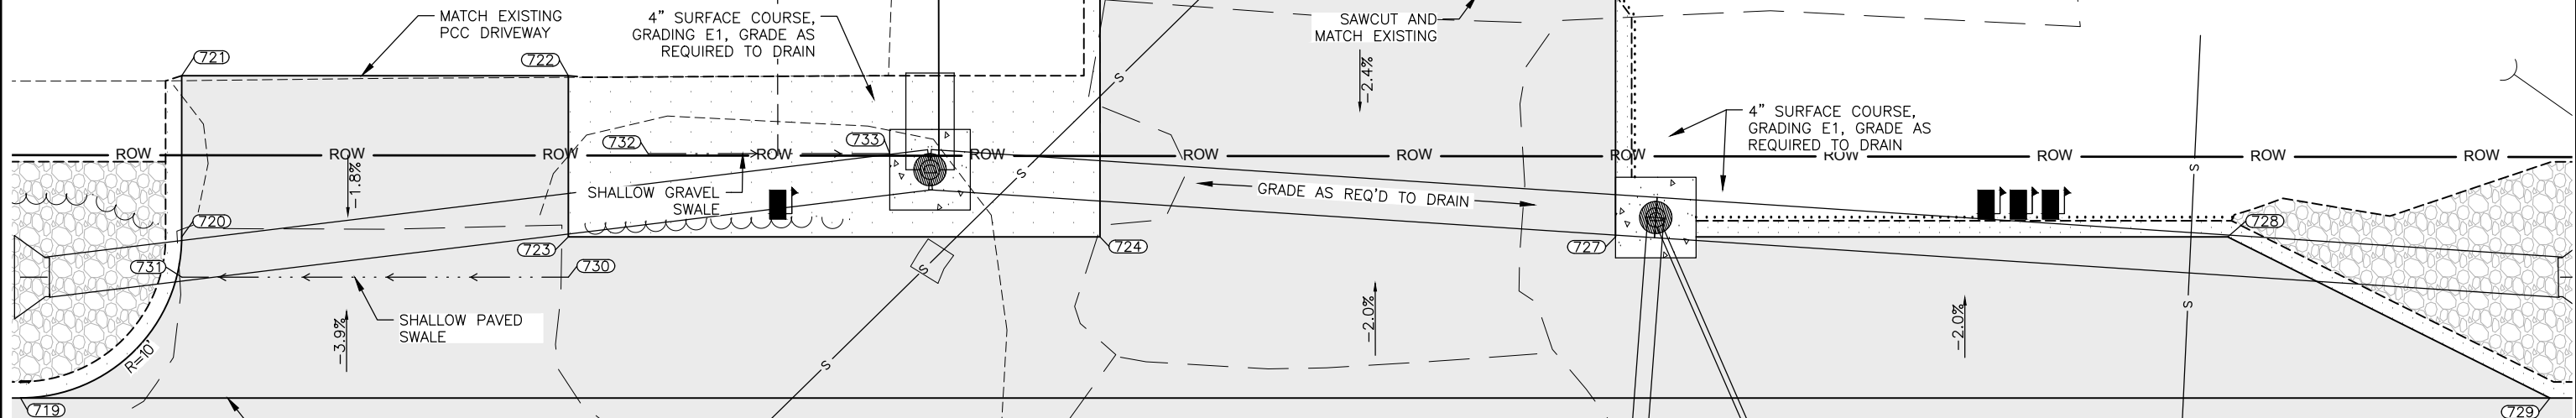 MATCH EXISTING
PCC DRIVEWAY
4" SURFACE COURSE,
GRADING E1, GRADE AS
REQUIRED TO DRAIN
SAWCUT AND
MATCH EXISTING
721
722
-2.4%
4" SURFACE COURSE,
GRADING E1, GRADE AS
REQUIRED TO DRAIN
S
732
733
ROW
ROW
ROW
ROW
ROW
ROW
ROW
ROW
ROW
ROW
ROW
ROW
-1.8%
S
S
SHALLOW GRAVEL
SWALE
GRADE AS REQ'D TO DRAIN
720
728
723
724
727
731
730
S
S
SHALLOW PAVED
SWALE
-3.9%
-2.0%
-2.0%
R=10'
S
719
729